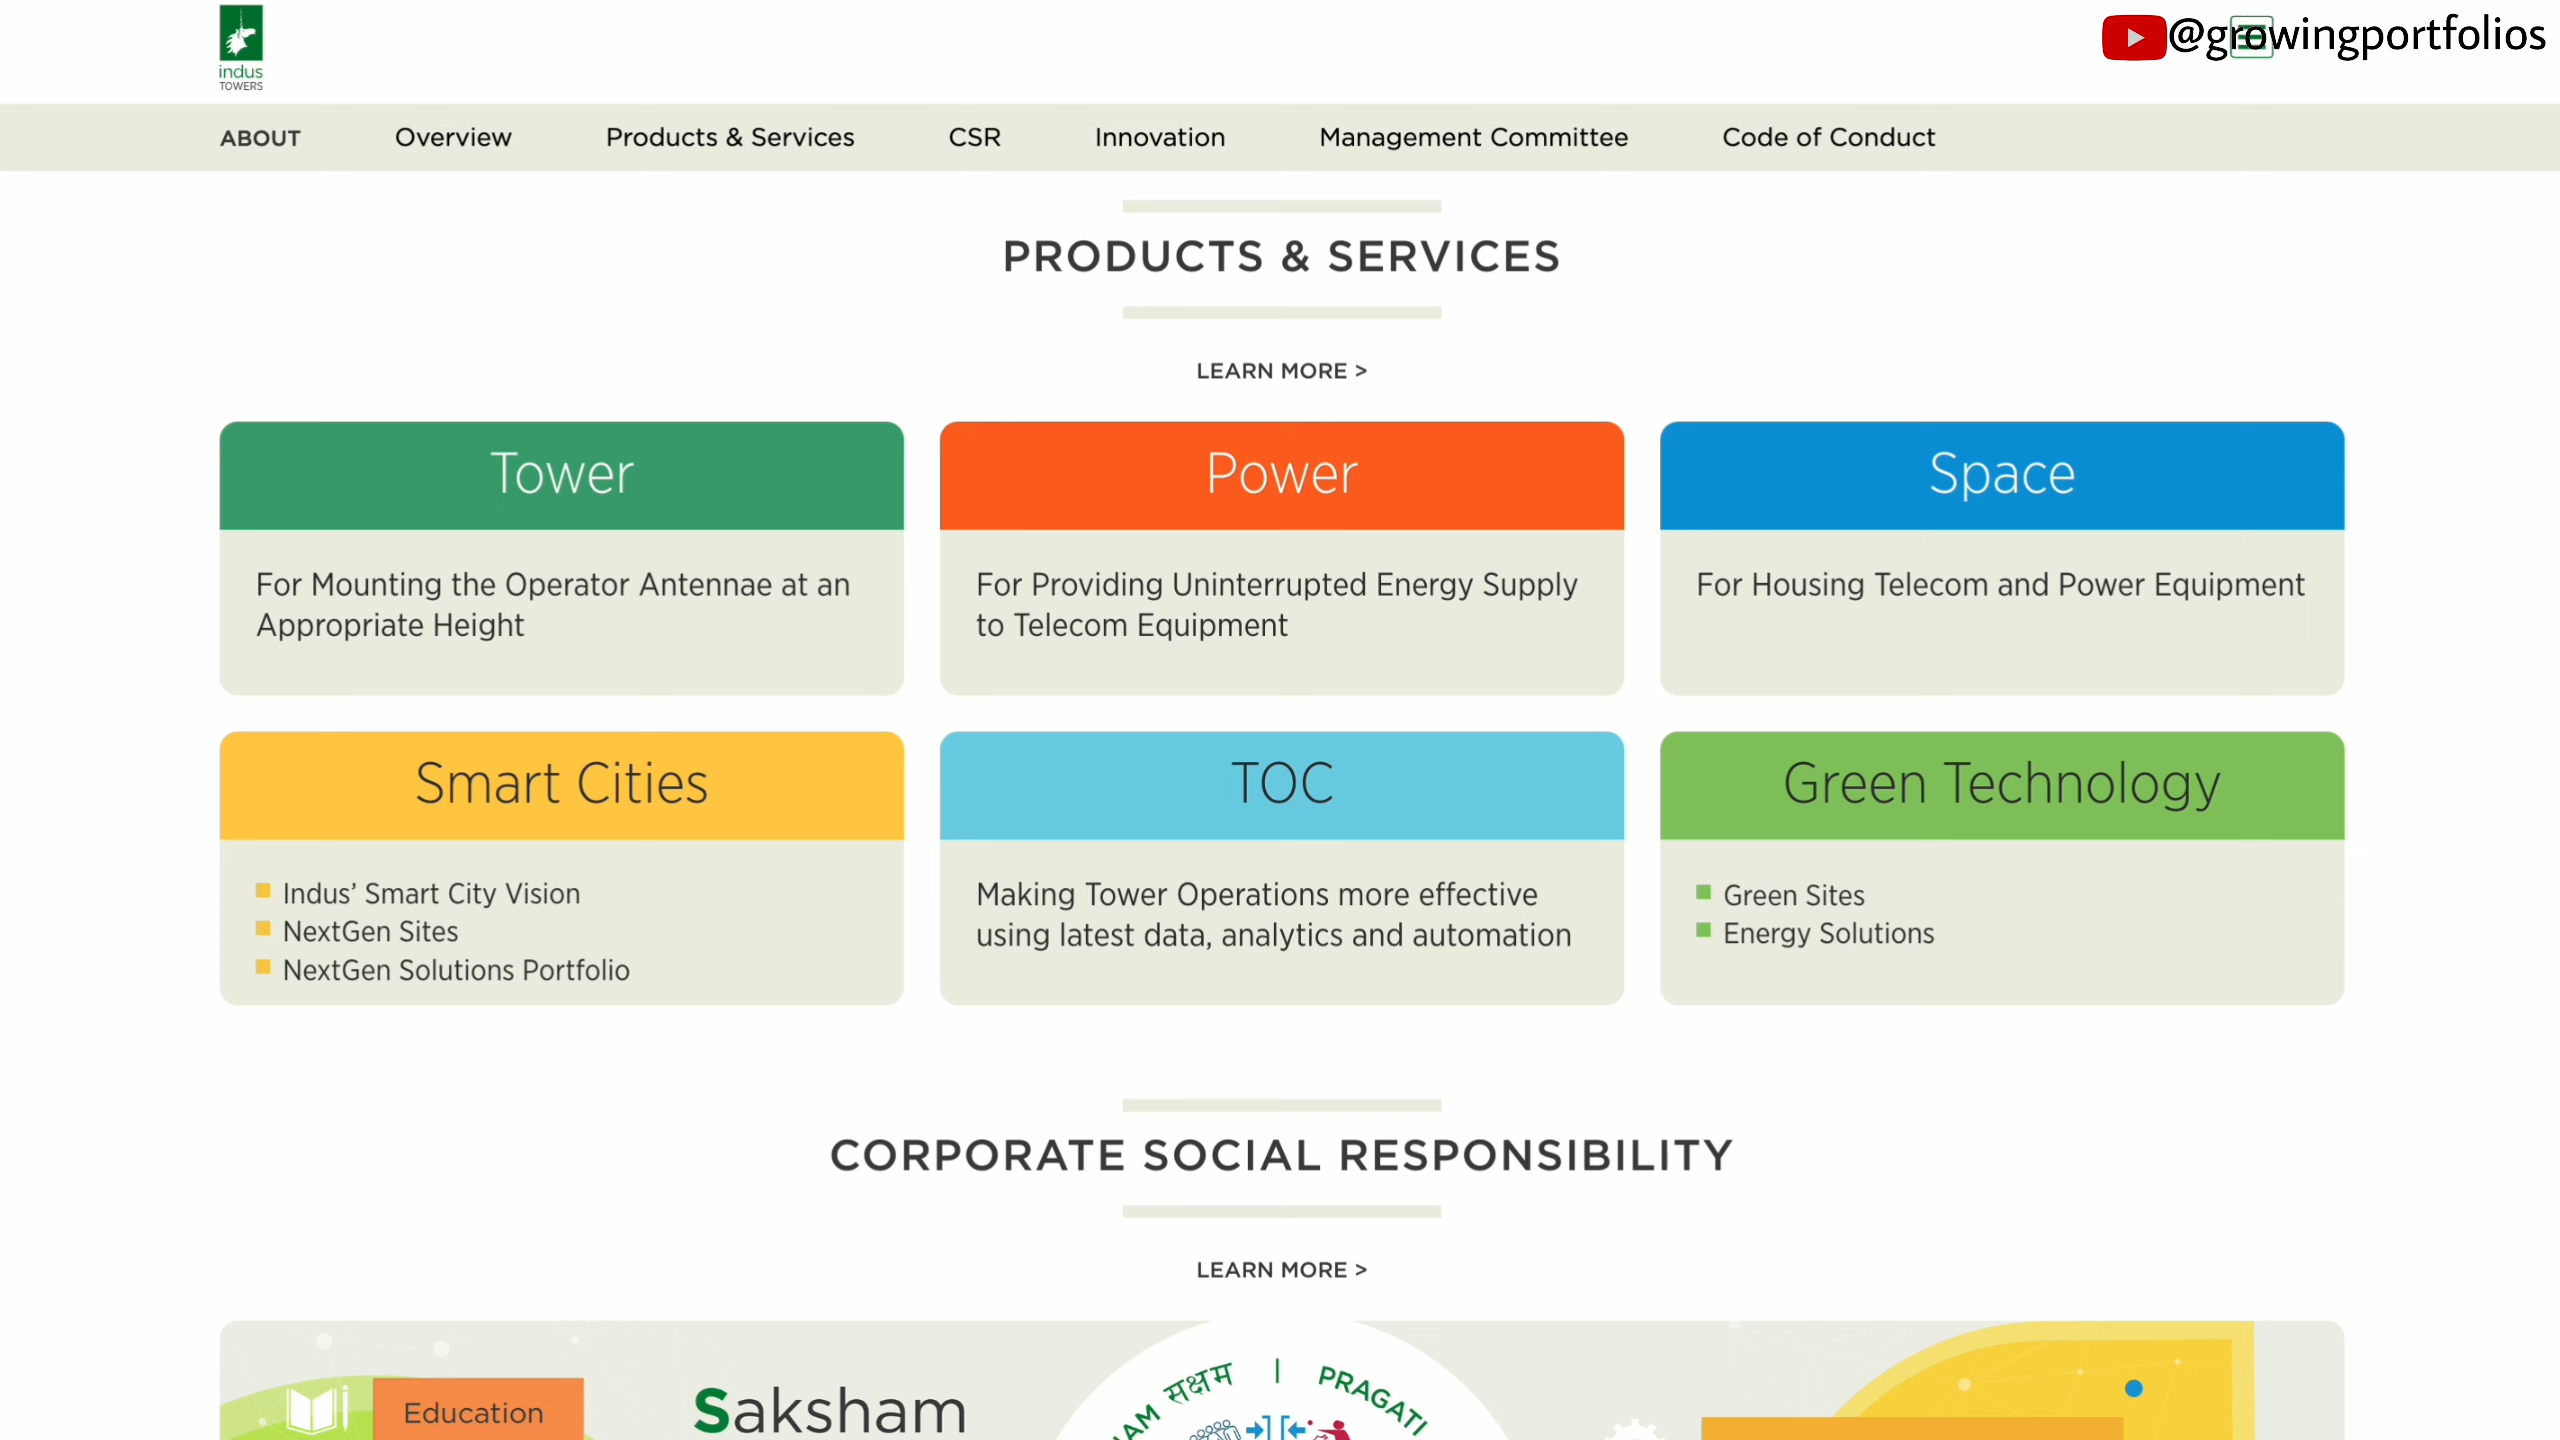 indus
TOWERS
@growingportfolios
ABOUT Overview Products & Services CSR Innovation Management Committee Code of Conduct
PRODUCTS & SERVICES
LEARN MORE >
Tower
For Mounting the Operator Antennae at an
Appropriate Height
Power
For Providing Uninterrupted Energy Supply
to Telecom Equipment
Space
For Housing Telecom and Power Equipment
Smart Cities
Indus’ Smart City Vision
NextGen Sites
NextGen Solutions Portfolio
TOC
Making Tower Operations more effective
using latest data, analytics and automation
Green Technology
Green Sites
Energy Solutions
CORPORATE SOCIAL RESPONSIBILITY
LEARN MORE >
Education
Saksham
सक्षम | PRAGATI